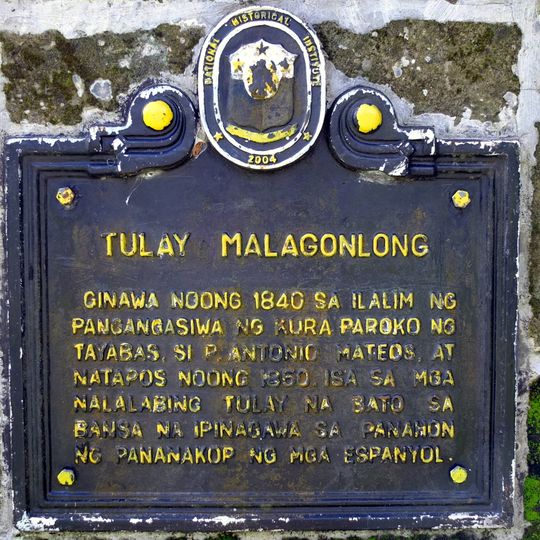 NATIONAL HISTORICAL INSTITUTE
2004
TULAY MALAGONLONG
GINAWA NOONG 1840 SA ILALIM NG
PANGANGASIWA NG KURA PAROKO NG
TAYABAS, SI P. ANTONIO MATEOS, AT
NATAPOS NOONG 1850. ISA SA MGA
NALALABING TULAY NA BATO SA
BANSA NA IPINAGAWA SA PANAHON
NG PANANAKOP NG MGA ESPANYOL.